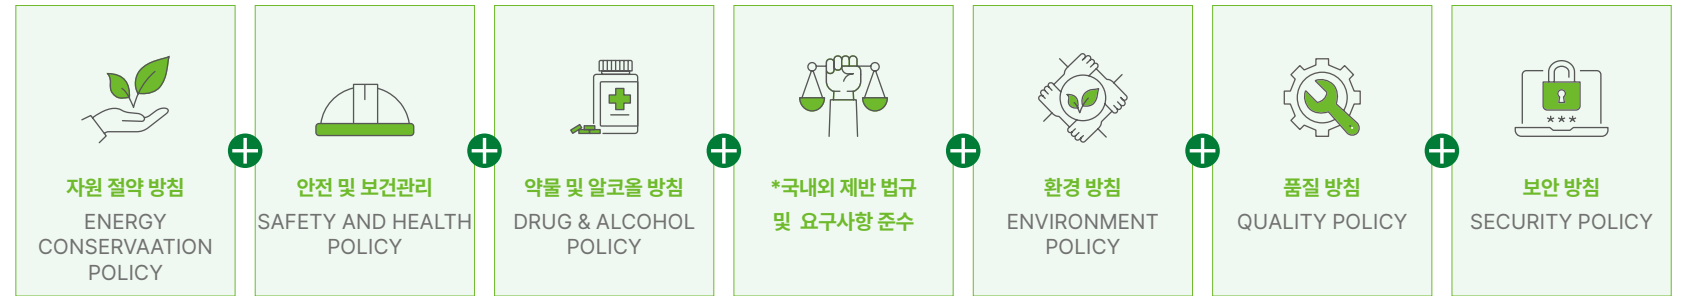 자원 절약 방침
ENERGY
CONSERVAATION
POLICY
안전 및 보건관리
SAFETY AND HEALTH
POLICY
약물 및 알코올 방침
DRUG & ALCOHOL
POLICY
*국내외 제반 법규
및 요구사항 준수
환경 방침
ENVIRONMENT
POLICY
품질 방침
QUALITY POLICY
***
보안 방침
SECURITY POLICY